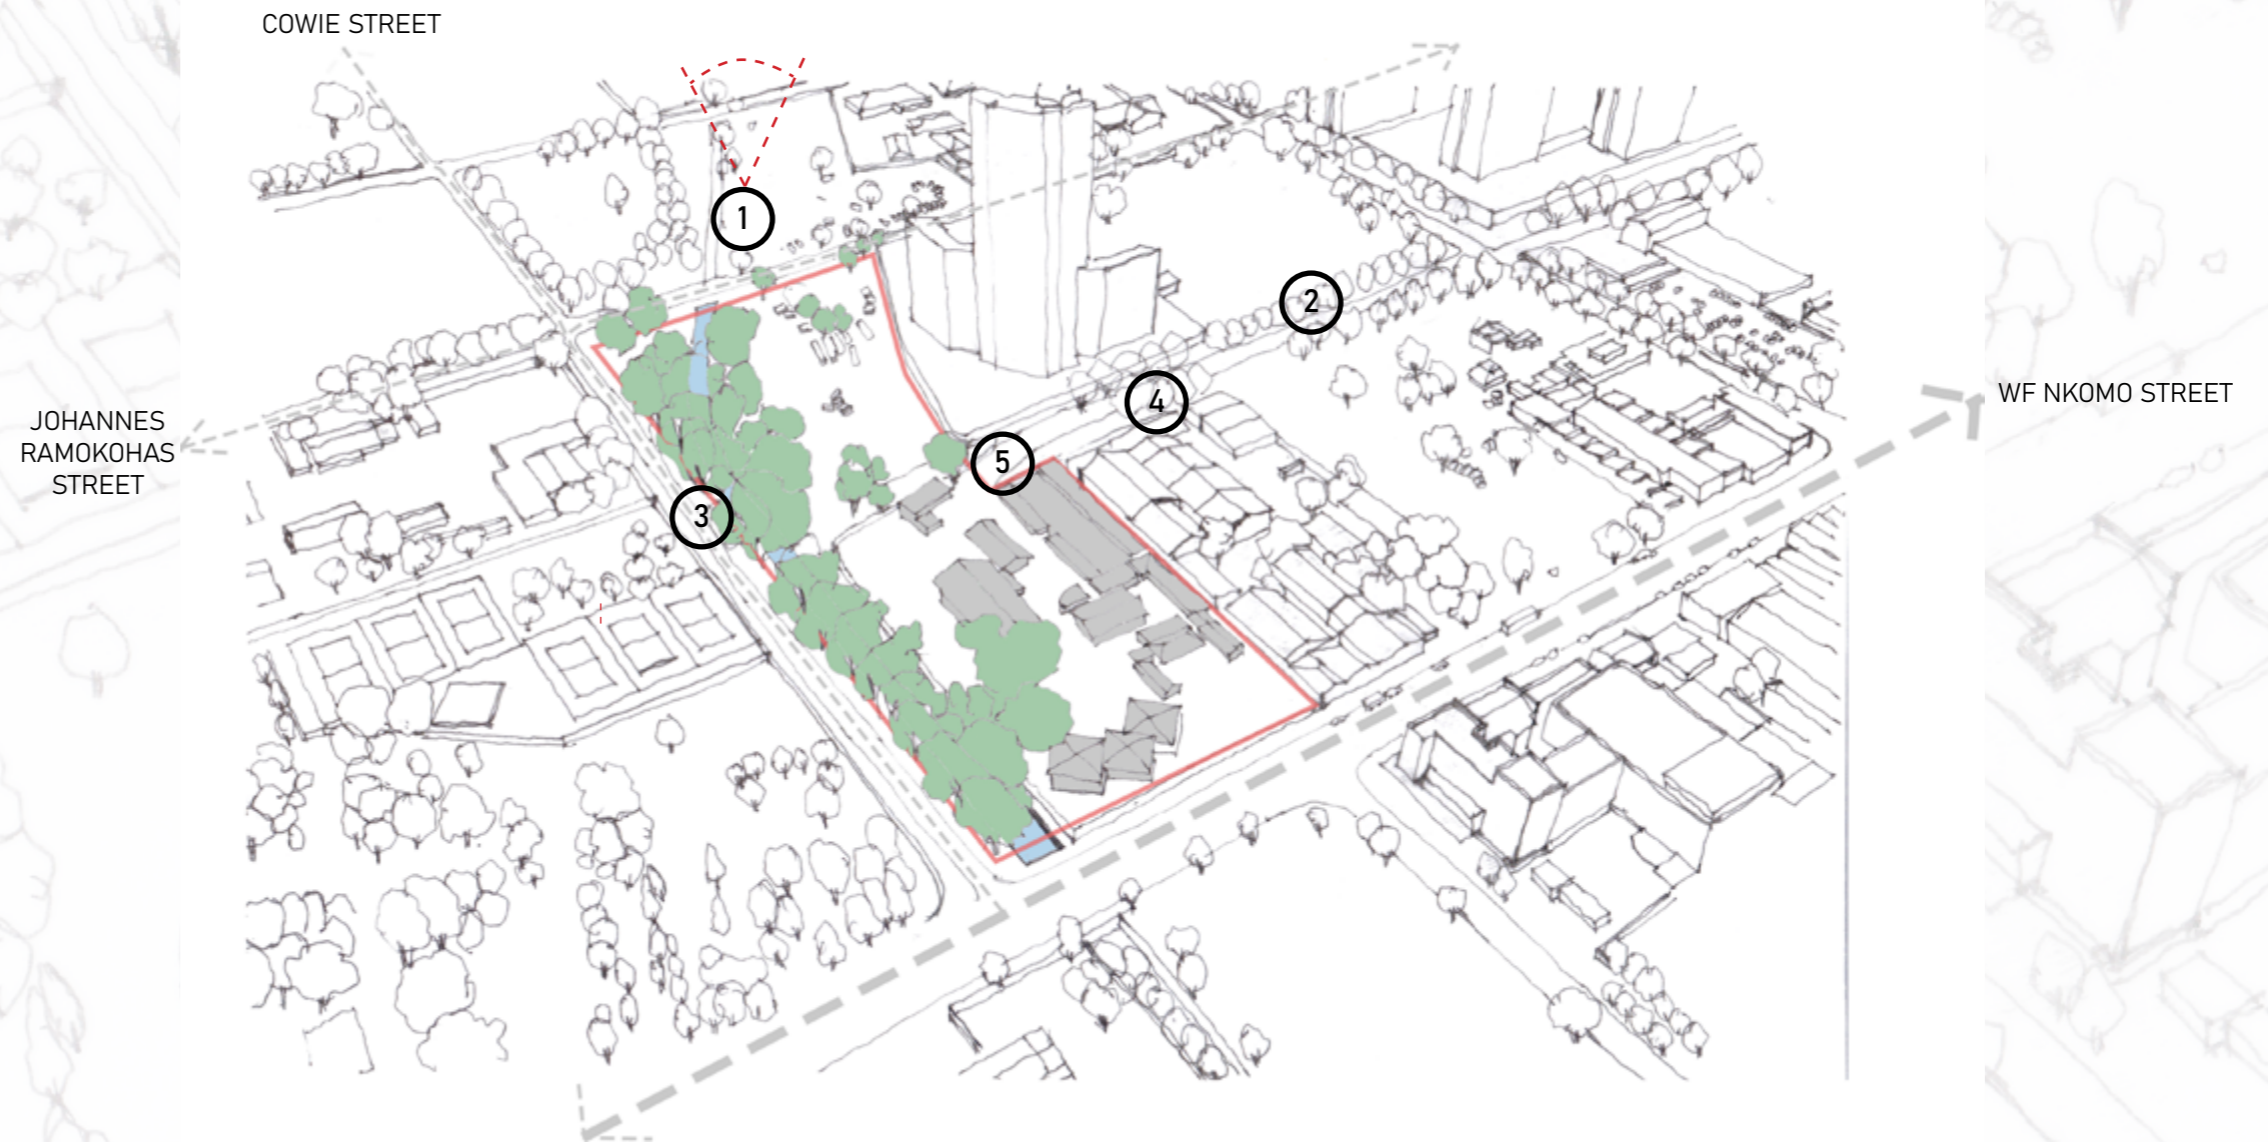 COWIE STREET
1
2
WF NKOMO STREET
4
JOHANNES
RAMOKOHAS
STREET
5
3